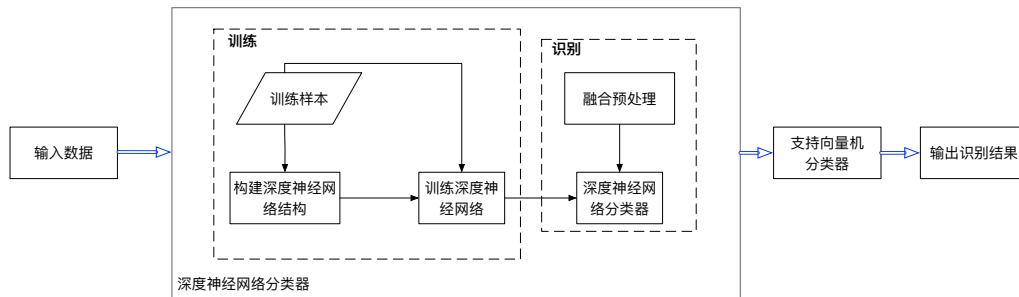 训练
识别
训练样本
融合预处理
输入数据
支持向量机
分类器
输出识别结果
构建深度神经网
络结构
训练深度神
经网络
深度神经网
络分类器
深度神经网络分类器